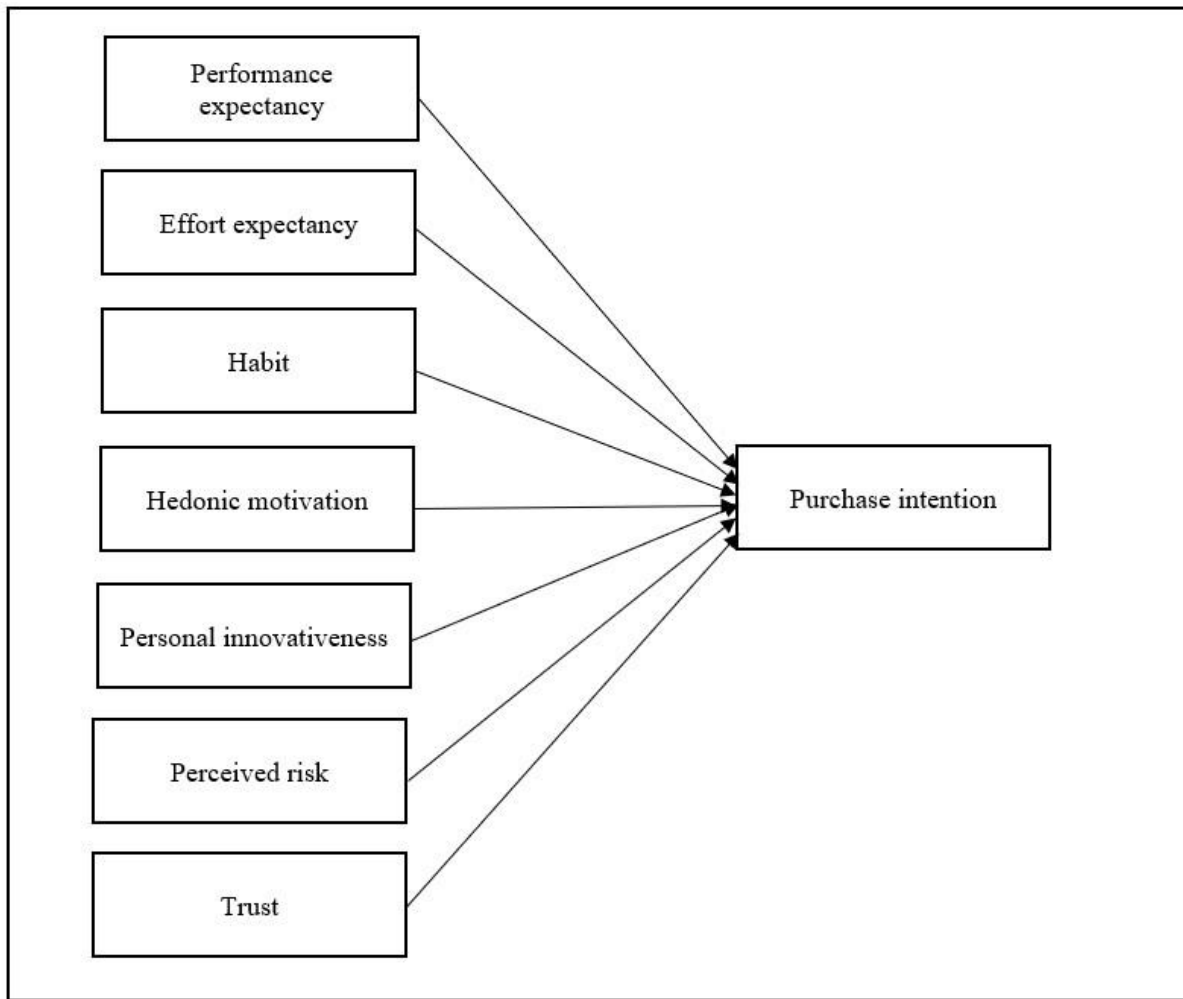 Performance
expectancy
Effort expectancy
Habit
Hedonic motivation
Purchase intention
Personal innovativeness
Perceived risk
Trust